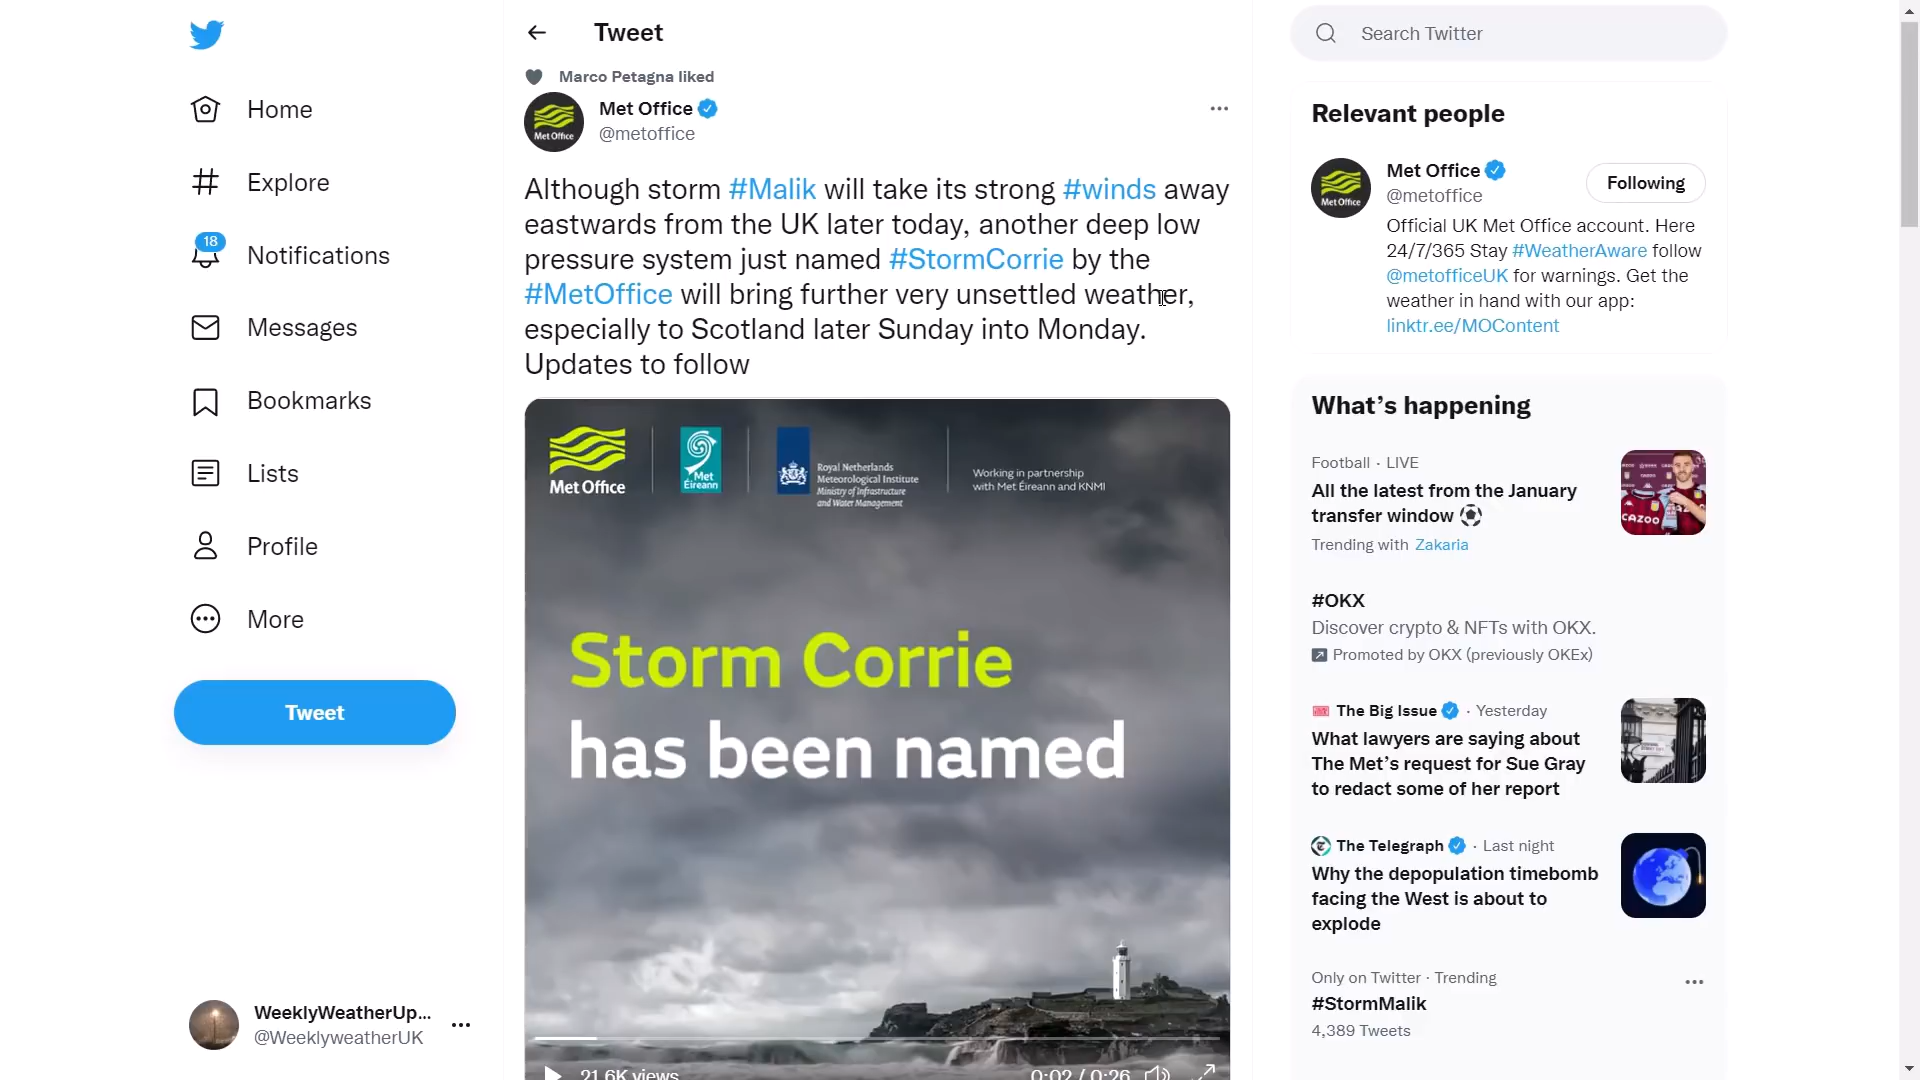 Home
Explore
18
Notifications
Messages
Bookmarks
Lists
Profile
More
Tweet
WeeklyWeatherUp...
@WeeklyweatherUK
Tweet
Marco Petagna liked
Met Office
Met Office
@metoffice
Although storm #Malik will take its strong #winds away
eastwards from the UK later today, another deep low
pressure system just named #StormCorrie by the
#MetOffice will bring further very unsettled weather,
especially to Scotland later Sunday into Monday.
Updates to follow
Met Office
Met
Éireann
Royal Netherlands
Meteorological Institute
Ministry of Infrastructure
and Water Management
Working in partnership
with Met Éireann and KNMI
Storm Corrie
has been named
21.6K views
0:02 / 0:26
Search Twitter
Relevant people
Met Office
Met Office
@metoffice
Following
Official UK Met Office account. Here
24/7/365 Stay #WeatherAware follow
@metofficeUK for warnings. Get the
weather in hand with our app:
linktr.ee/MOContent
What's happening
Football · LIVE
All the latest from the January
transfer window
Trending with Zakaria
CAZOO
#OKX
Discover crypto & NFTs with OKX.
Promoted by OKX (previously OKEx)
The Big Issue · Yesterday
What lawyers are saying about
The Met's request for Sue Gray
to redact some of her report
The Telegraph · Last night
Why the depopulation timebomb
facing the West is about to
explode
Only on Twitter · Trending
#StormMalik
4,389 Tweets